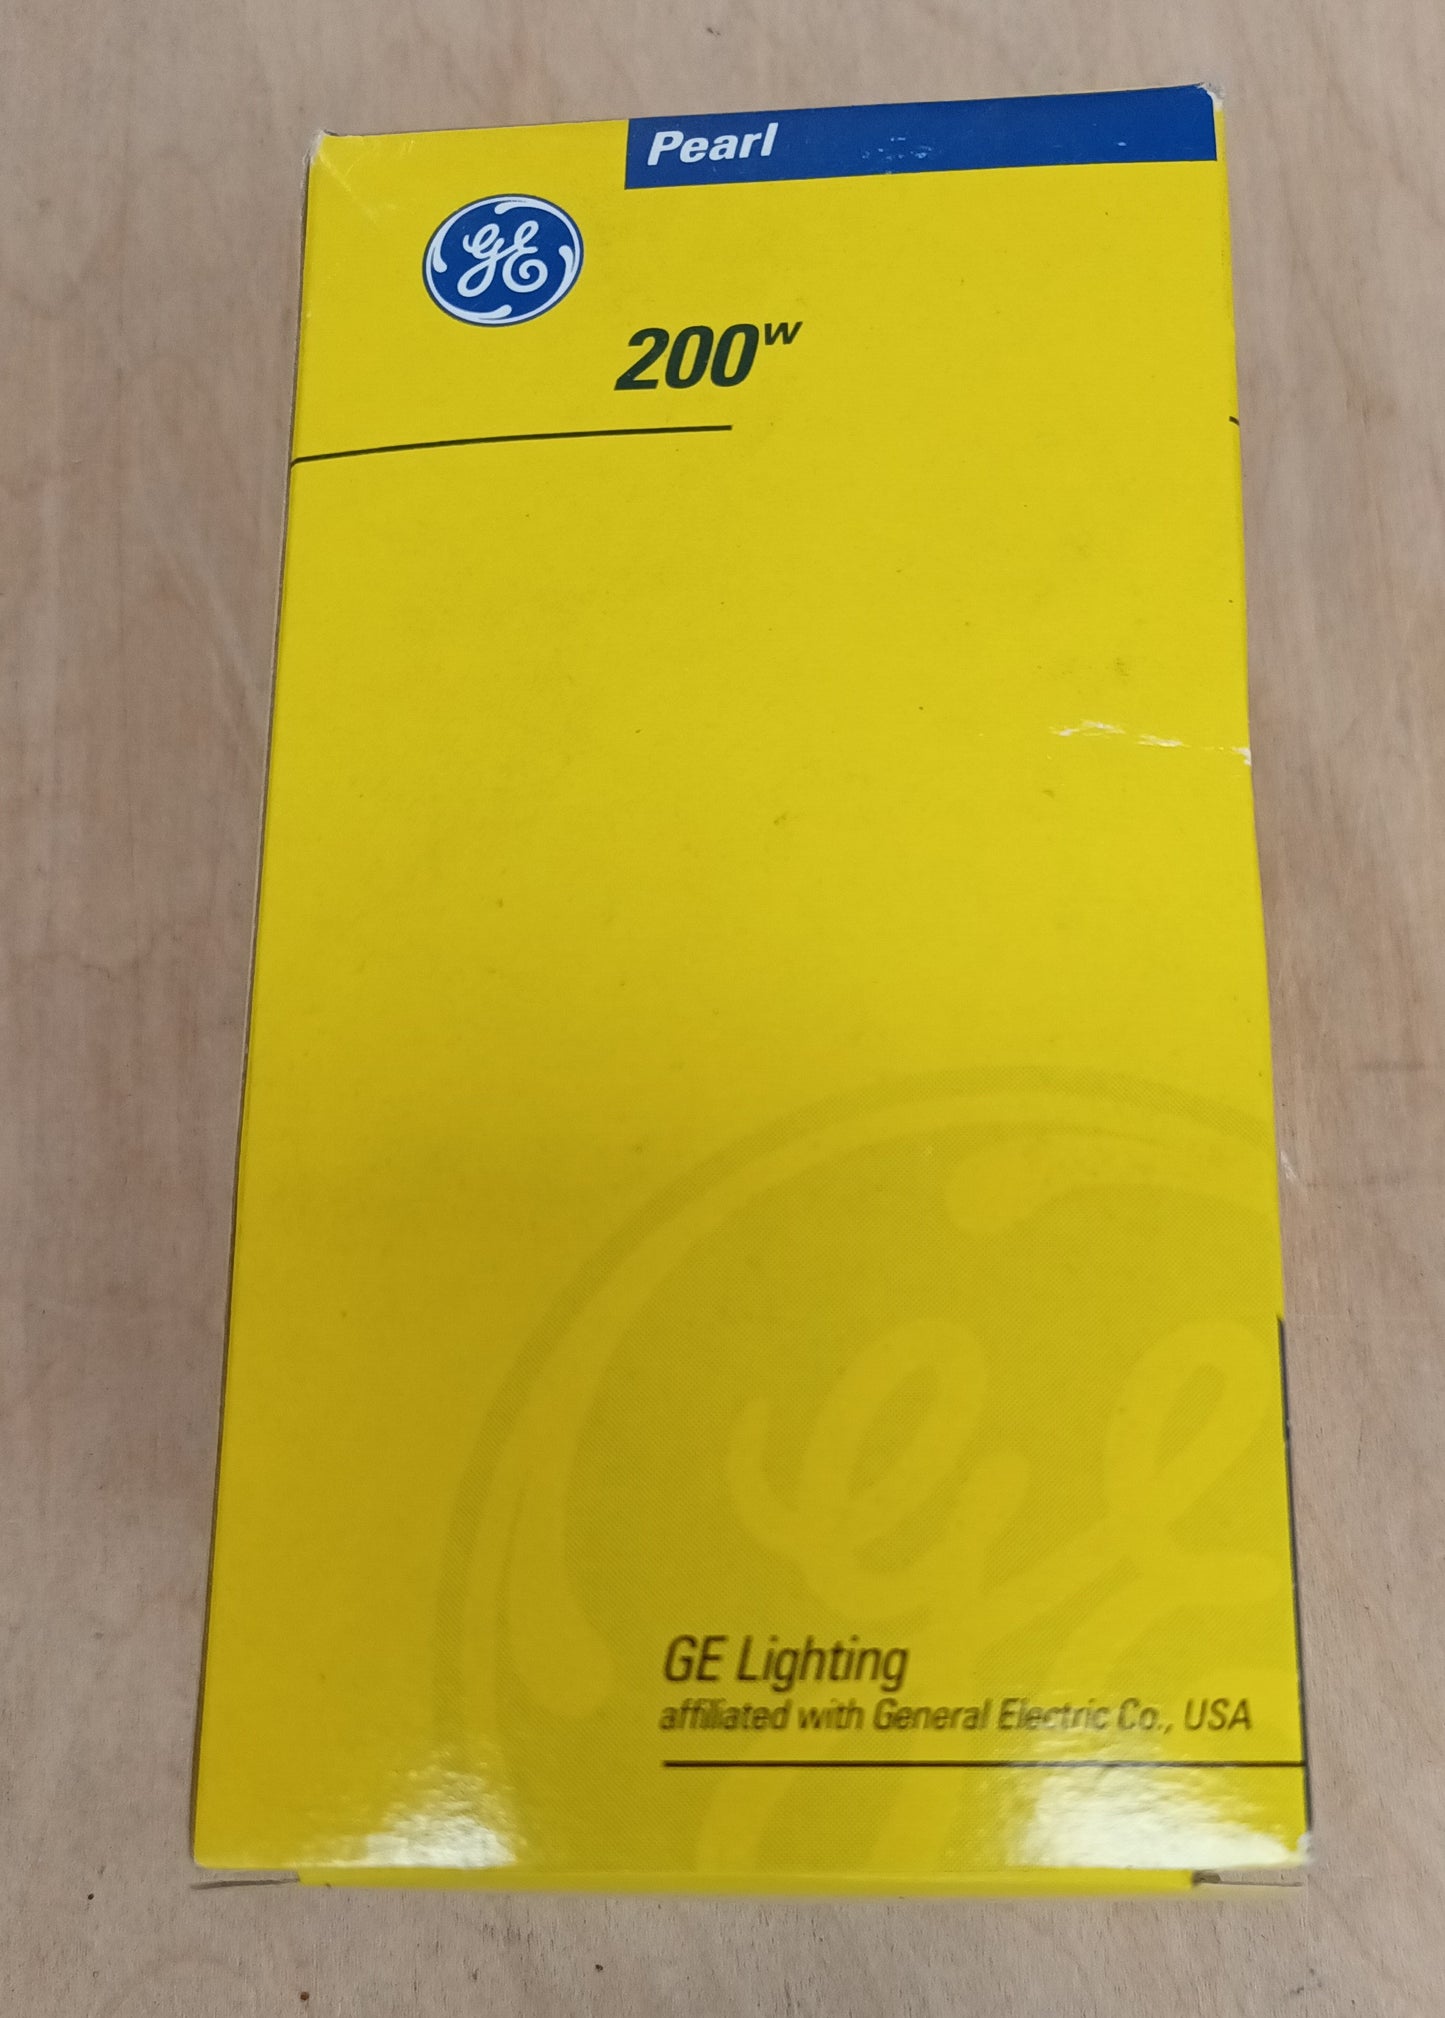 Pearl
GE
200W
GE Lighting
affiliated with General Electric Co., USA